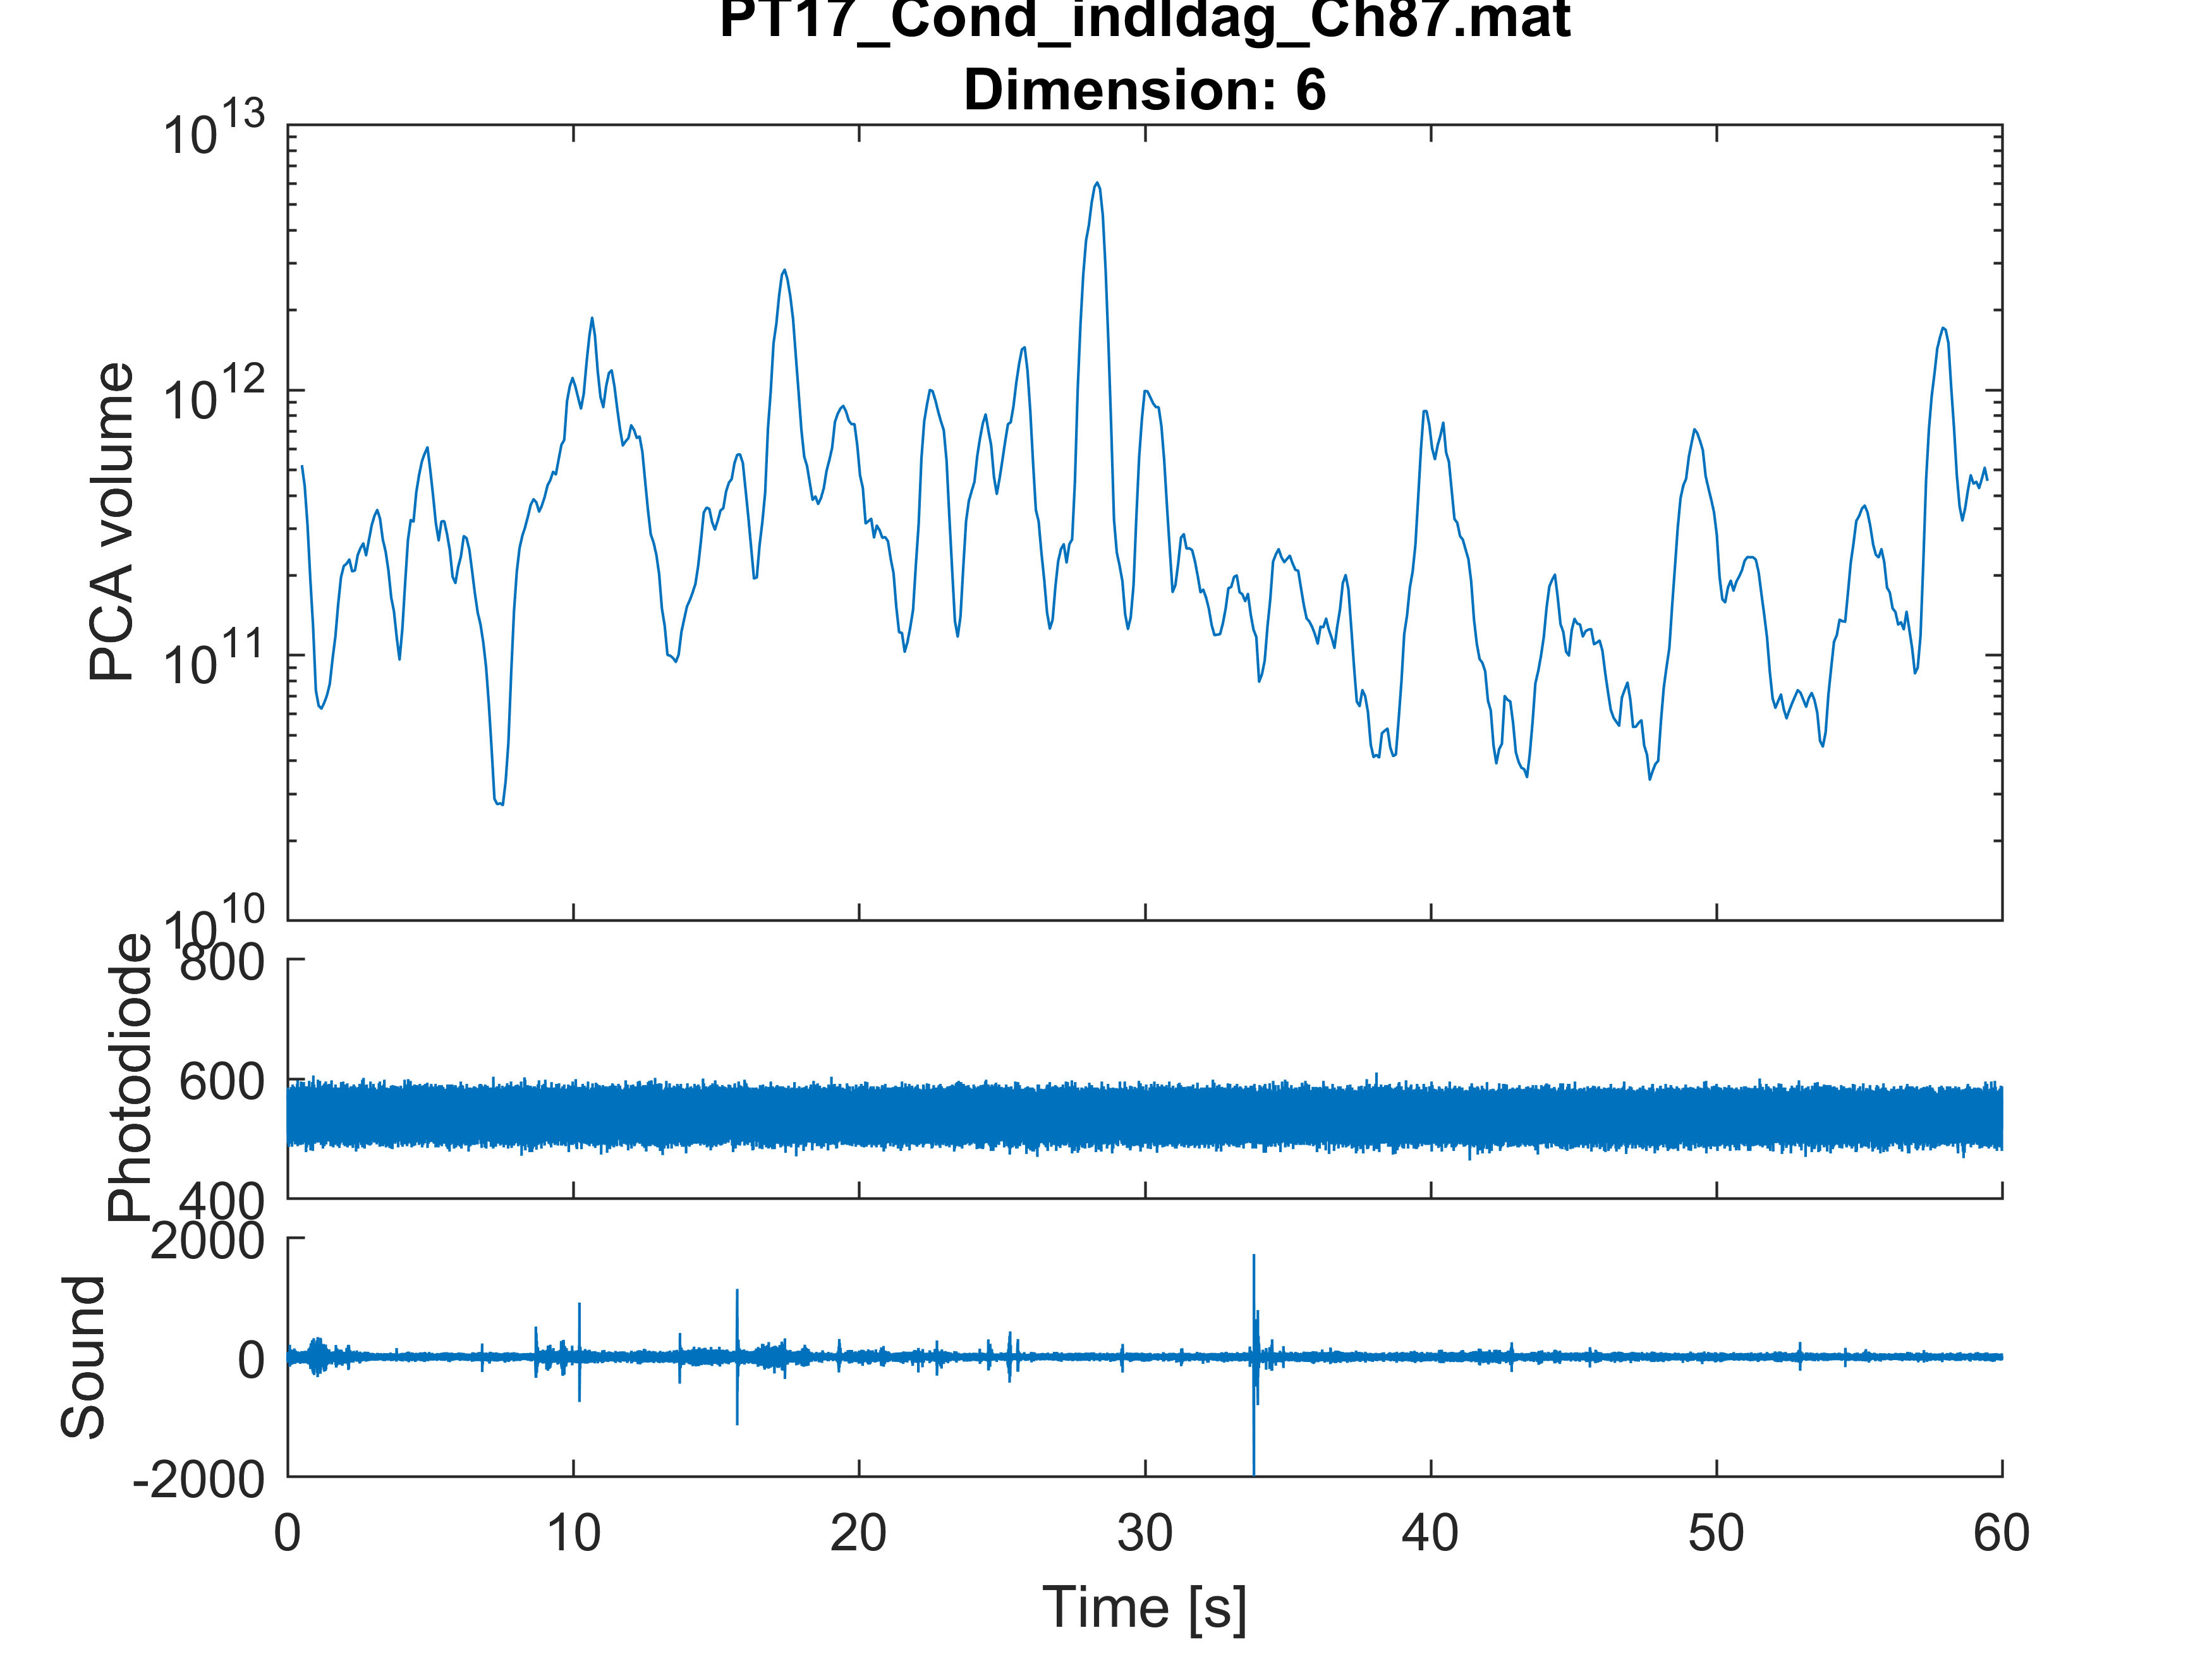 PT17_Cond_indIdag_Ch87.mat
Dimension: 6
10^13
10^12
10^11
10^10
PCA volume
800
600
400
Photodiode
2000
0
-2000
Sound
0 10 20 30 40 50 60
Time [s]